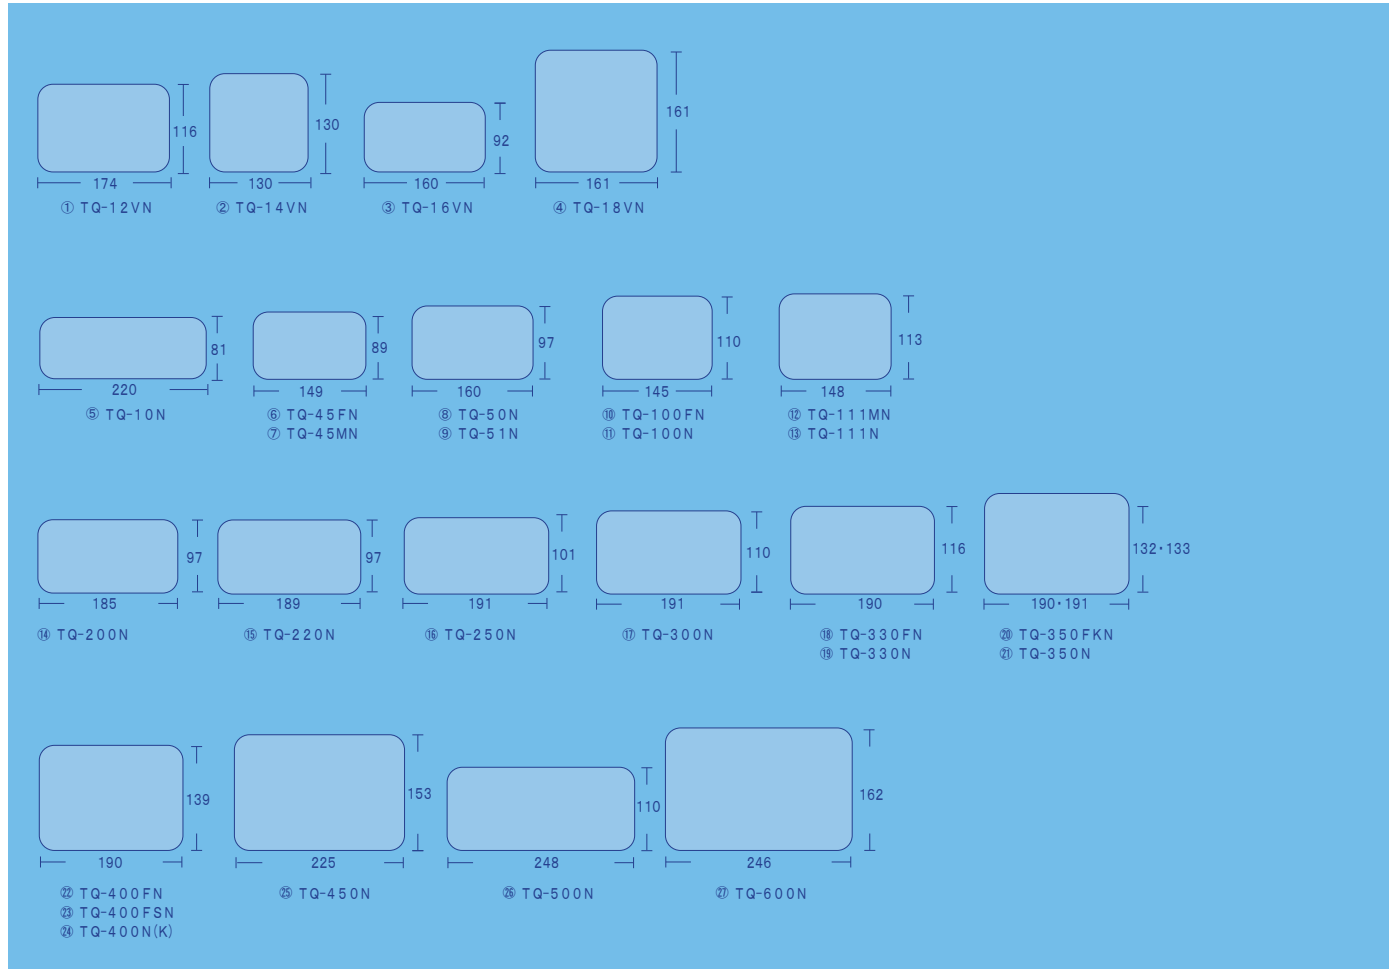 116
130
92
161
174
130
160
161
① TQ-12VN
② TQ-14VN
③ TQ-16VN
④ TQ-18VN
81
89
97
110
113
220
149
160
145
148
⑤ TQ-10N
⑥ TQ-45FN
⑦ TQ-45MN
⑧ TQ-50N
⑨ TQ-51N
⑩ TQ-100FN
⑪ TQ-100N
⑫ TQ-111MN
⑬ TQ-111N
97
97
101
110
116
132・133
185
189
191
191
190
190・191
⑭ TQ-200N
⑮ TQ-220N
⑯ TQ-250N
⑰ TQ-300N
⑱ TQ-330FN
⑲ TQ-330N
⑳ TQ-350FKN
㉑ TQ-350N
139
153
110
162
190
225
248
246
㉒ TQ-400FN
㉓ TQ-400FSN
㉔ TQ-400N(K)
㉕ TQ-450N
㉖ TQ-500N
㉗ TQ-600N